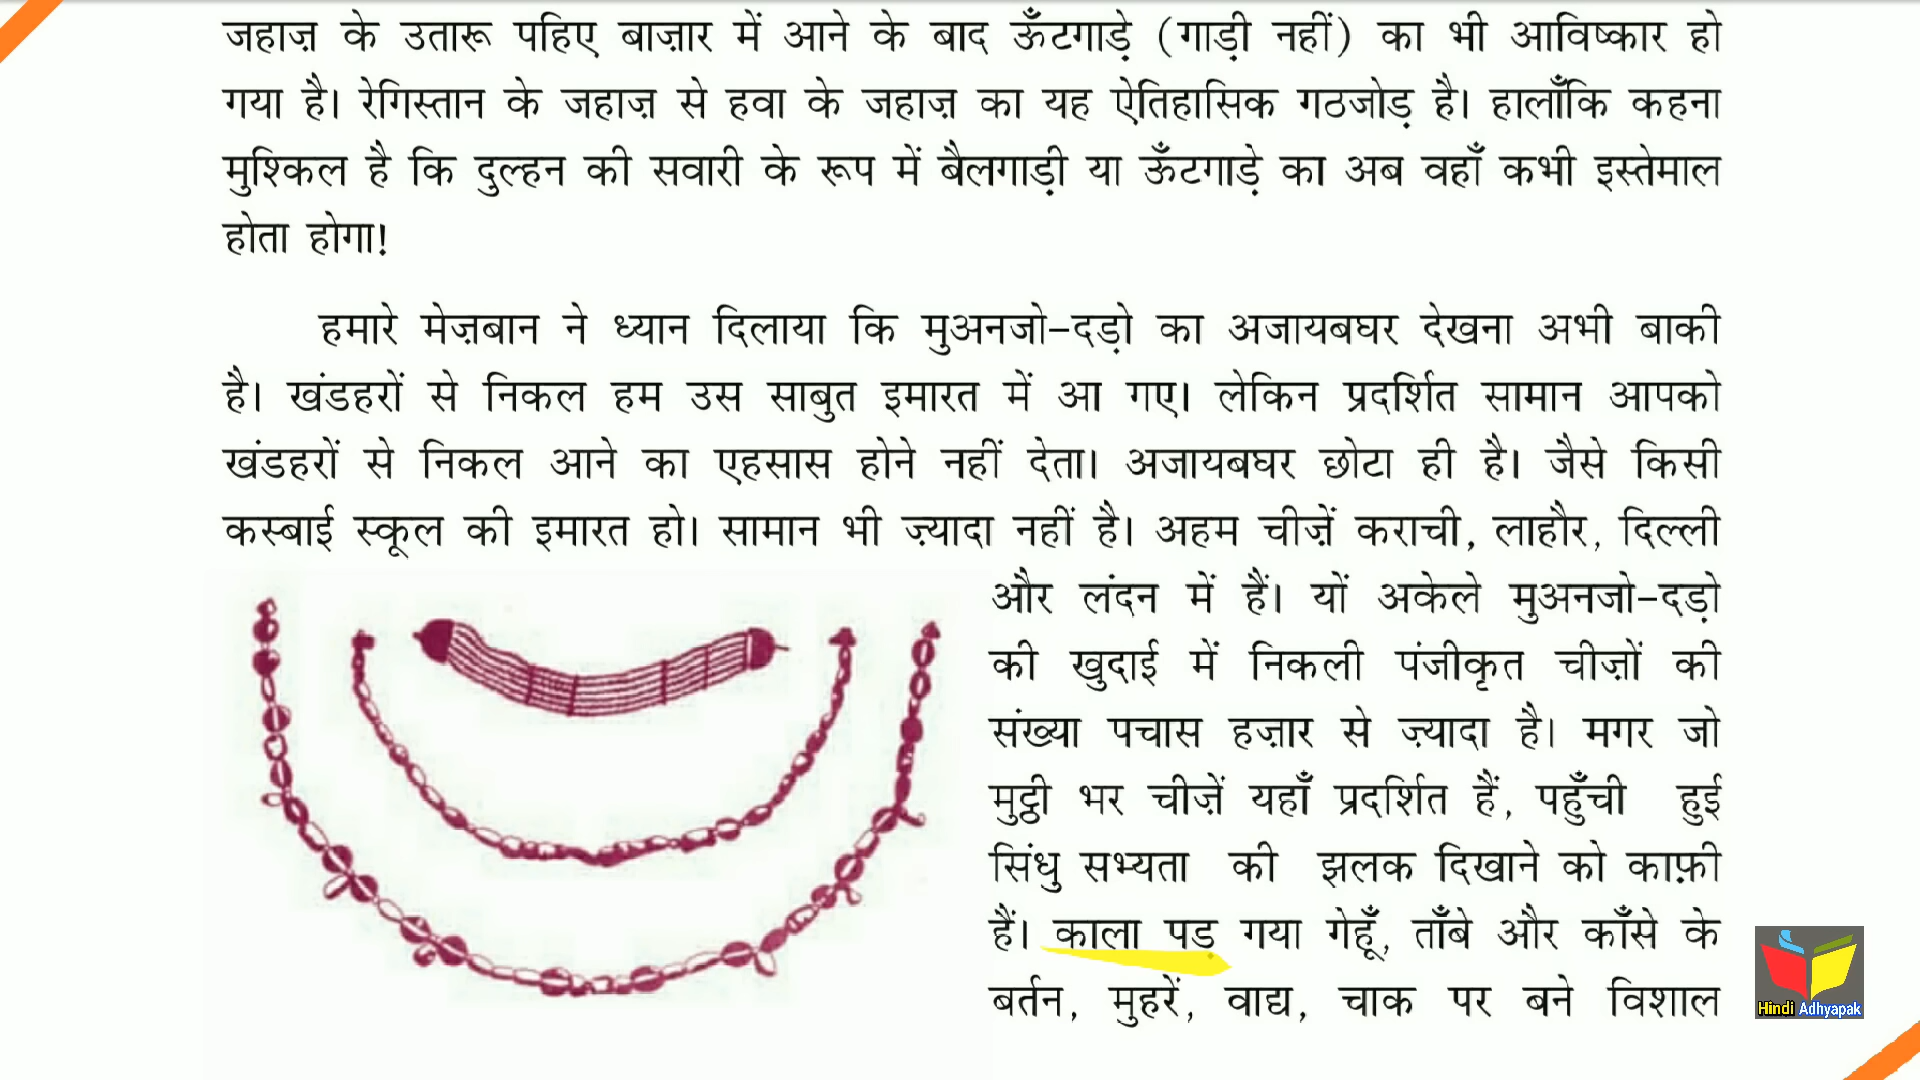 जहाज़ के उतारू पहिए बाज़ार में आने के बाद ऊँटगाड़े (गाड़ी नहीं) का भी आविष्कार हो
गया है। रेगिस्तान के जहाज़ से हवा के जहाज़ का यह ऐतिहासिक गठजोड़ है। हालाँकि कहना
मुश्किल है कि दुल्हन की सवारी के रूप में बैलगाड़ी या ऊँटगाड़े का अब वहाँ कभी इस्तेमाल
होता होगा!
हमारे मेज़बान ने ध्यान दिलाया कि मुअनजो-दड़ो का अजायबघर देखना अभी बाकी
है। खंडहरों से निकल हम उस साबुत इमारत में आ गए। लेकिन प्रदर्शित सामान आपको
खंडहरों से निकल आने का एहसास होने नहीं देता। अजायबघर छोटा ही है। जैसे किसी
कस्बाई स्कूल की इमारत हो। सामान भी ज़्यादा नहीं है। अहम चीज़ें कराची, लाहौर, दिल्ली
और लंदन में हैं। यों अकेले मुअनजो-दड़ो
की खुदाई में निकली पंजीकृत चीज़ों की
संख्या पचास हज़ार से ज़्यादा है। मगर जो
मुट्ठी भर चीज़ें यहाँ प्रदर्शित हैं, पहुँची हुई
सिंधु सभ्यता की झलक दिखाने को काफ़ी
हैं। काला पड़ गया गेहूँ, ताँबे और काँसे के
बर्तन, मुहरें, वाद्य, चाक पर बने विशाल
Hindi Adhyapak